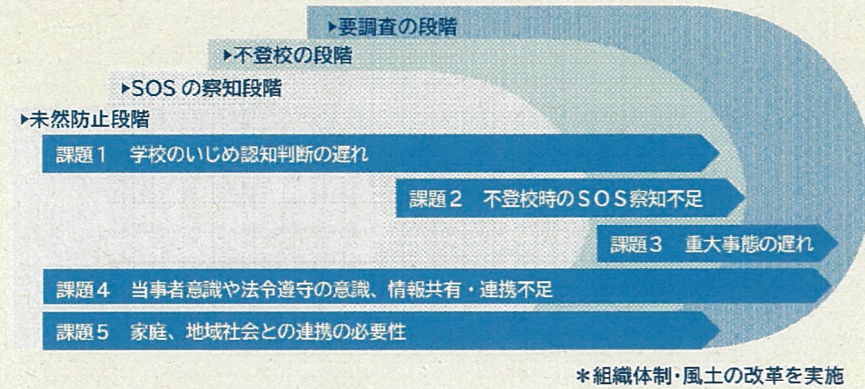 ▶要調査の段階
▶不登校の段階
▶SOSの察知段階
▶未然防止段階
課題1 学校のいじめ認知判断の遅れ
課題2 不登校時のSOS察知不足
課題3 重大事態の遅れ
課題4 当事者意識や法令遵守の意識、情報共有・連携不足
課題5 家庭、地域社会との連携の必要性
＊組織体制・風土の改革を実施